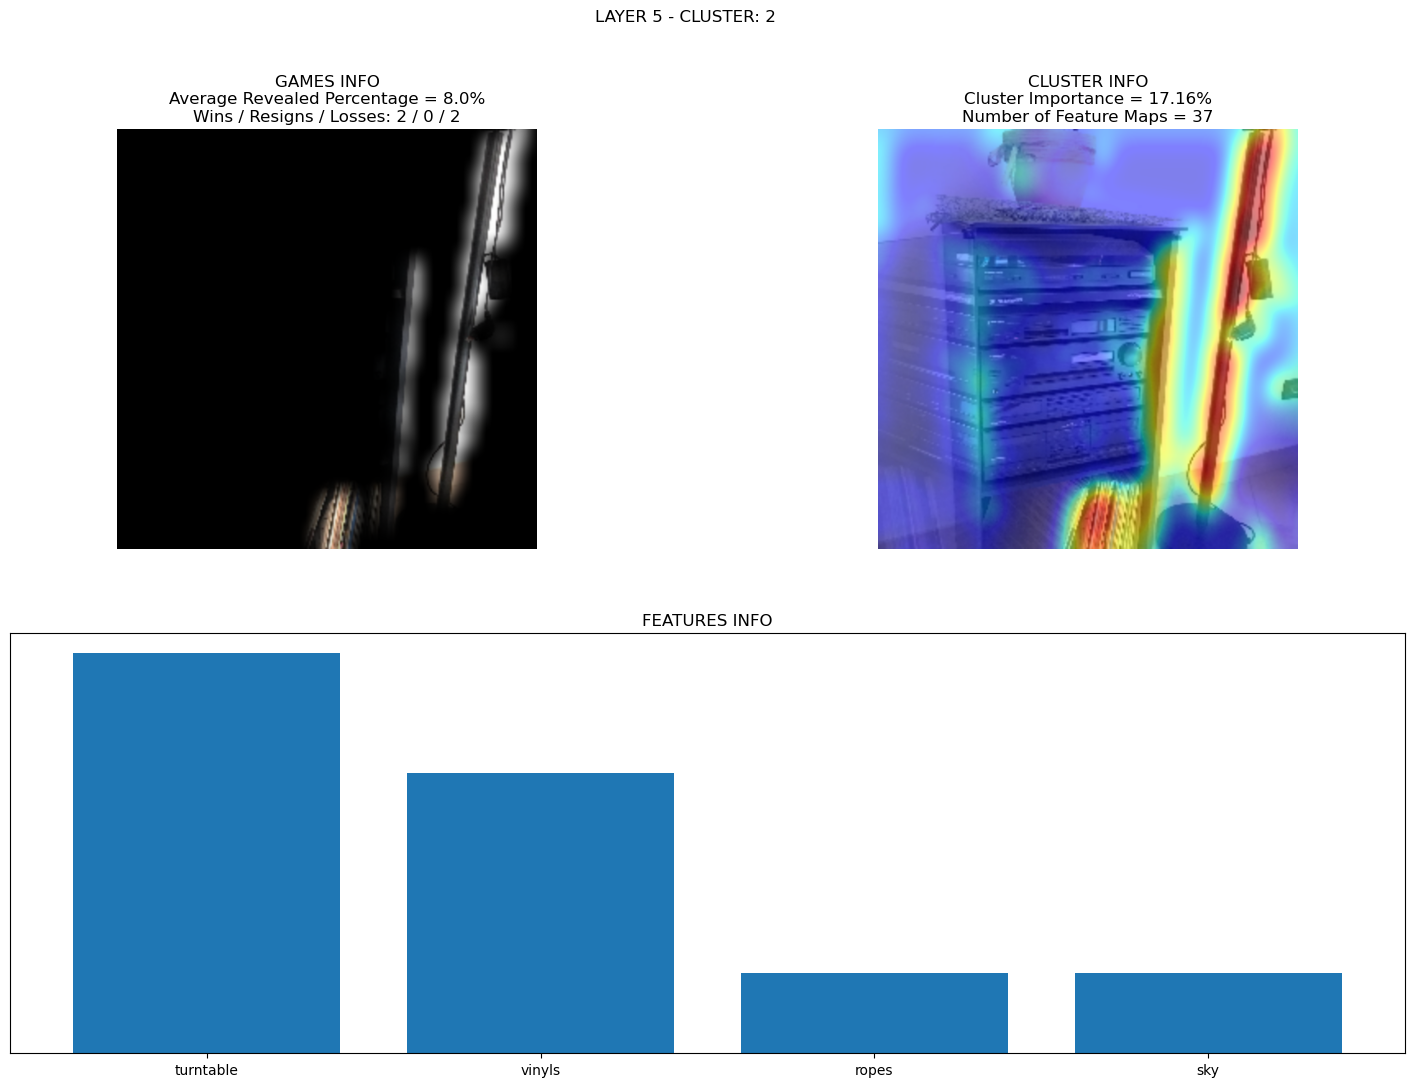 LAYER 5 - CLUSTER: 2
GAMES INFO
Average Revealed Percentage = 8.0%
Wins / Resigns / Losses: 2 / 0 / 2
CLUSTER INFO
Cluster Importance = 17.16%
Number of Feature Maps = 37
FEATURES INFO
turntable
vinyls
ropes
sky